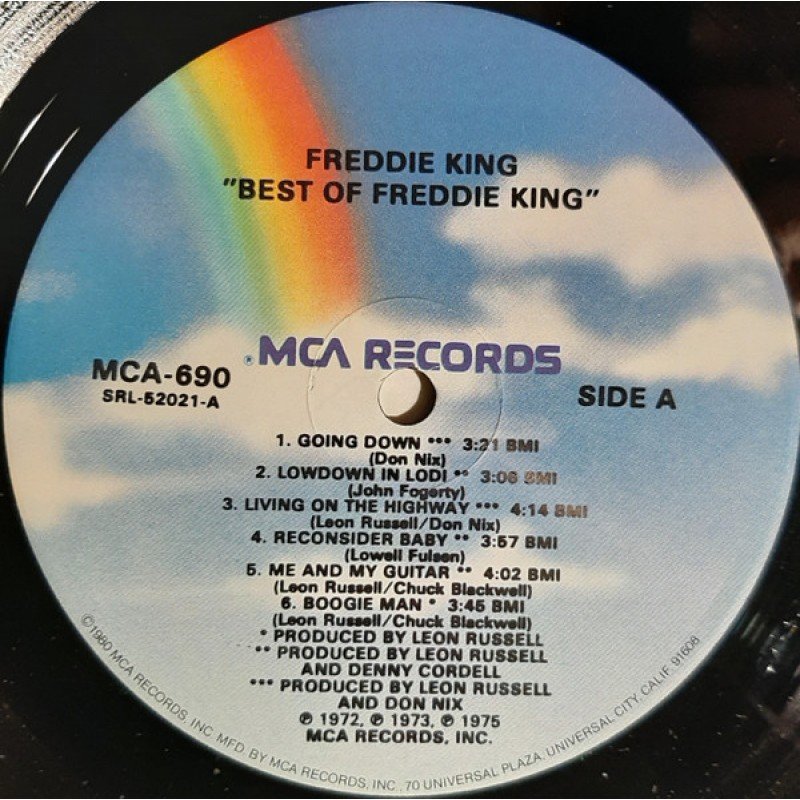 FREDDIE KING
"BEST OF FREDDIE KING"
® MCA RECORDS
MCA-690
SRL-52021-A
SIDE A
1. GOING DOWN *** 3:21 BMI
(Don Nix)
2. LOWDOWN IN LODI ** 3:06 BMI
(John Fogerty)
3. LIVING ON THE HIGHWAY *** 4:14 BMI
(Leon Russell/Don Nix)
4. RECONSIDER BABY ** 3:57 BMI
(Lowell Fulsen)
5. ME AND MY GUITAR ** 4:02 BMI
(Leon Russell/Chuck Blackwell)
6. BOOGIE MAN * 3:45 BMI
(Leon Russell/Chuck Blackwell)
* PRODUCED BY LEON RUSSELL
** PRODUCED BY LEON RUSSELL
AND DENNY CORDELL
*** PRODUCED BY LEON RUSSELL
AND DON NIX
℗ 1972, ℗ 1973, ℗ 1975
MCA RECORDS, INC.
©1980 MCA RECORDS, INC. MFD. BY MCA RECORDS, INC., 70 UNIVERSAL PLAZA, UNIVERSAL CITY, CALIF. 91608